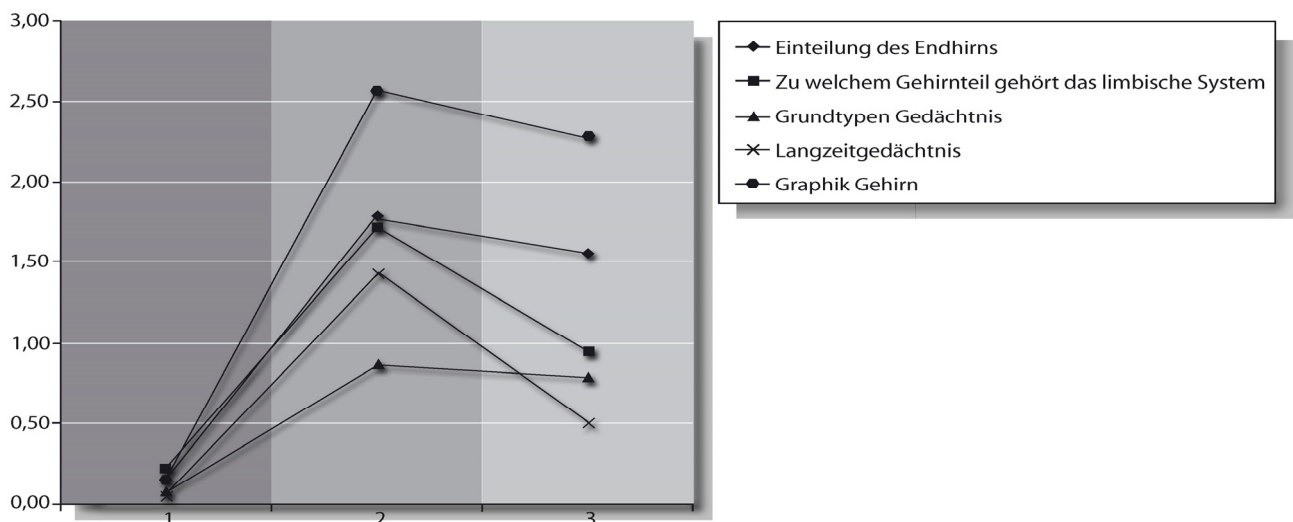 3,00
2,50
2,00
1,50
1,00
0,50
0,00
1 2 3
Einteilung des Endhirns
Zu welchem Gehirnteil gehört das limbische System
Grundtypen Gedächtnis
Langzeitgedächtnis
Graphik Gehirn